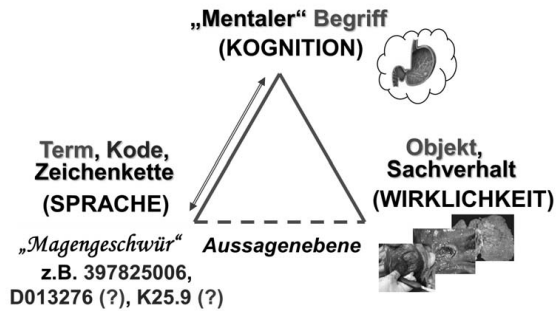 „Mentaler“ Begriff
(KOGNITION)
Term, Kode,
Zeichenkette
(SPRACHE)
Objekt,
Sachverhalt
(WIRKLICHKEIT)
„Magengeschwür“
z.B. 397825006,
D013276 (?), K25.9 (?)
Aussagenebene